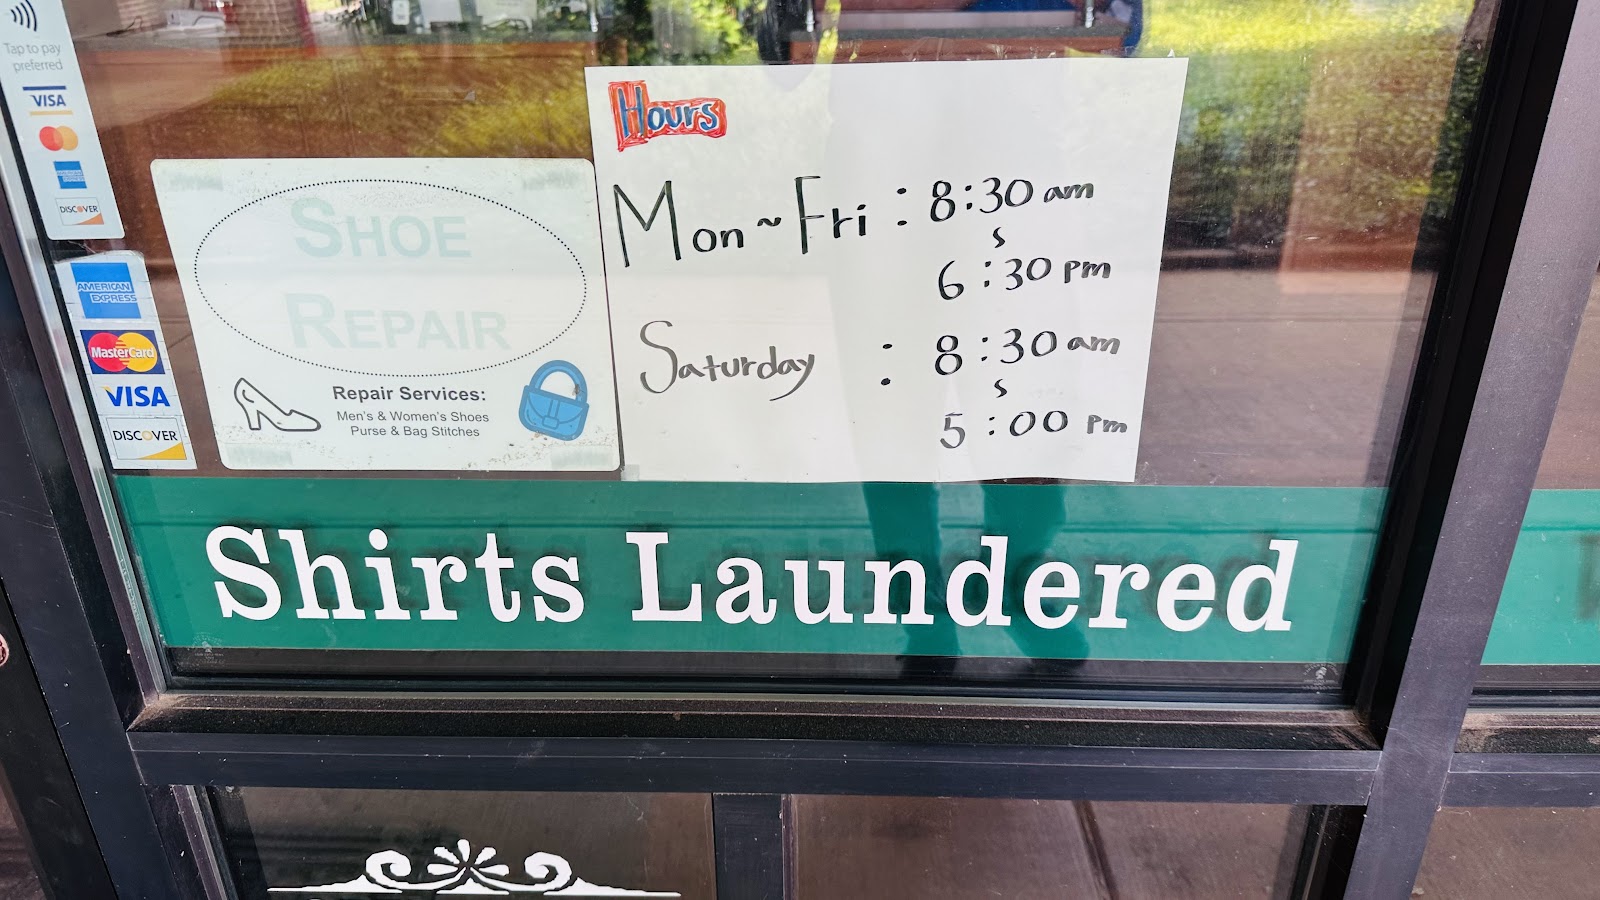 Tap to pay
preferred
VISA
AMERICAN EXPRESS
DISCOVER
AMERICAN
EXPRESS
MasterCard
VISA
DISCOVER
SHOE
REPAIR
Repair Services:
Men's & Women's Shoes
Purse & Bag Stitches
Hours
Mon~Fri : 8:30 am
s
6:30 pm
Saturday : 8:30 am
s
5:00 pm
Shirts Laundered